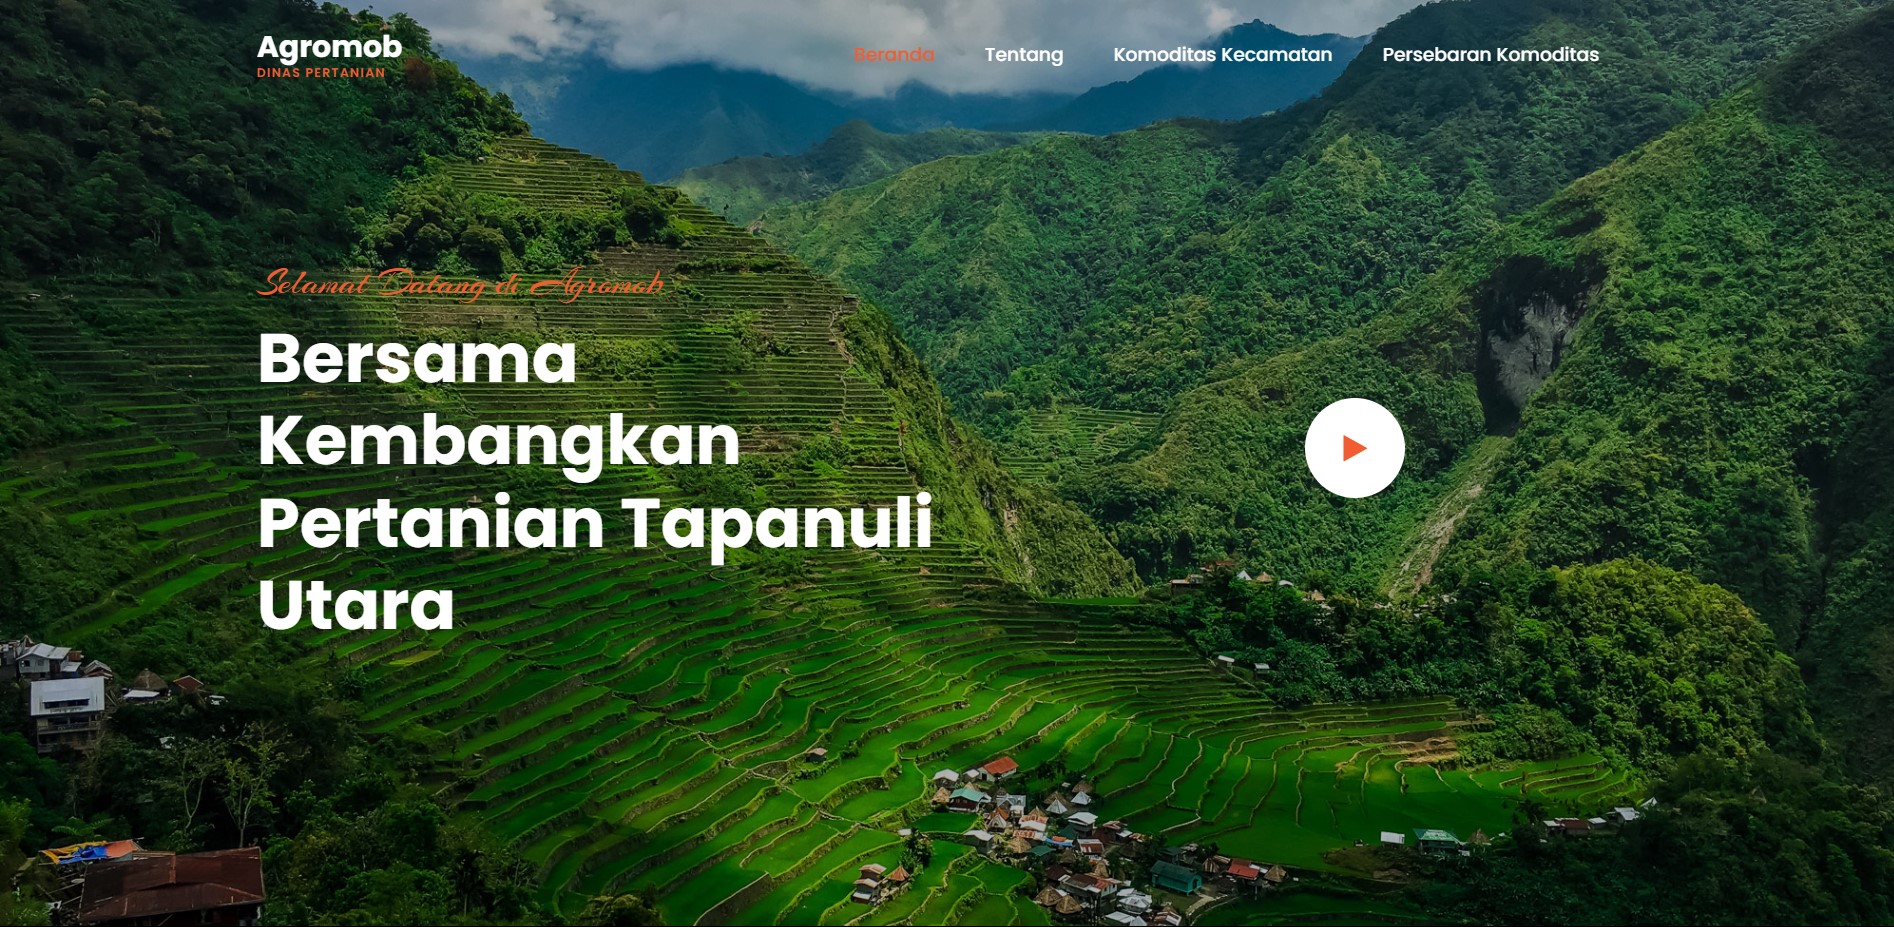 Agromob
DINAS PERTANIAN
Beranda Tentang Komoditas Kecamatan Persebaran Komoditas
Selamat Datang di Agromob
Bersama
Kembangkan
Pertanian Tapanuli
Utara